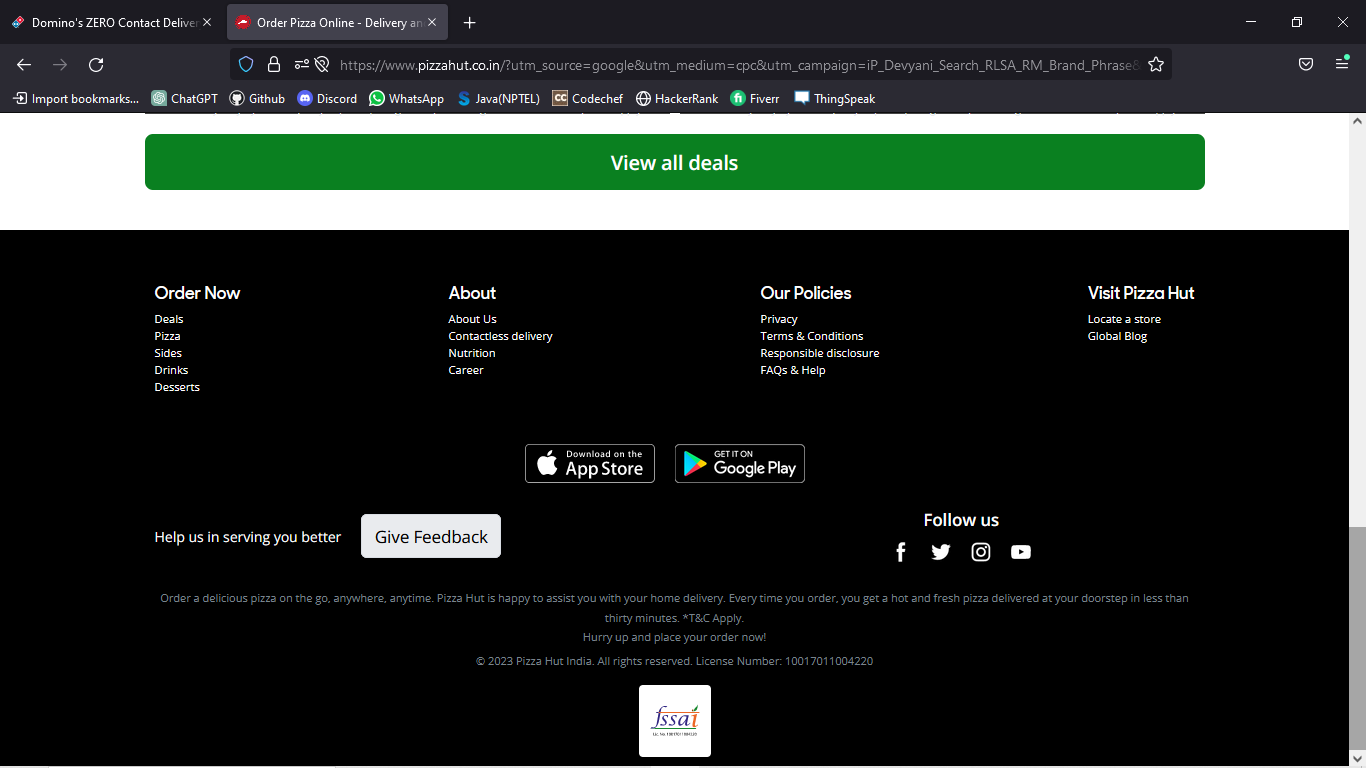 Domino's ZERO Contact Deliver
Order Pizza Online - Delivery an
https://www.pizzahut.co.in/?utm_source=google&utm_medium=cpc&utm_campaign=iP_Devyani_Search_RLSA_RM_Brand_Phrase&
Import bookmarks... ChatGPT Github Discord WhatsApp Java(NPTEL) Codechef HackerRank Fiverr ThingSpeak
View all deals
Order Now
Deals
Pizza
Sides
Drinks
Desserts
About
About Us
Contactless delivery
Nutrition
Career
Our Policies
Privacy
Terms & Conditions
Responsible disclosure
FAQs & Help
Visit Pizza Hut
Locate a store
Global Blog
Download on the
App Store
GET IT ON
Google Play
Help us in serving you better
Give Feedback
Follow us
Order a delicious pizza on the go, anywhere, anytime. Pizza Hut is happy to assist you with your home delivery. Every time you order, you get a hot and fresh pizza delivered at your doorstep in less than
thirty minutes. *T&C Apply.
Hurry up and place your order now!
© 2023 Pizza Hut India. All rights reserved. License Number: 10017011004220
fssai
Lic. No. 10017011004220